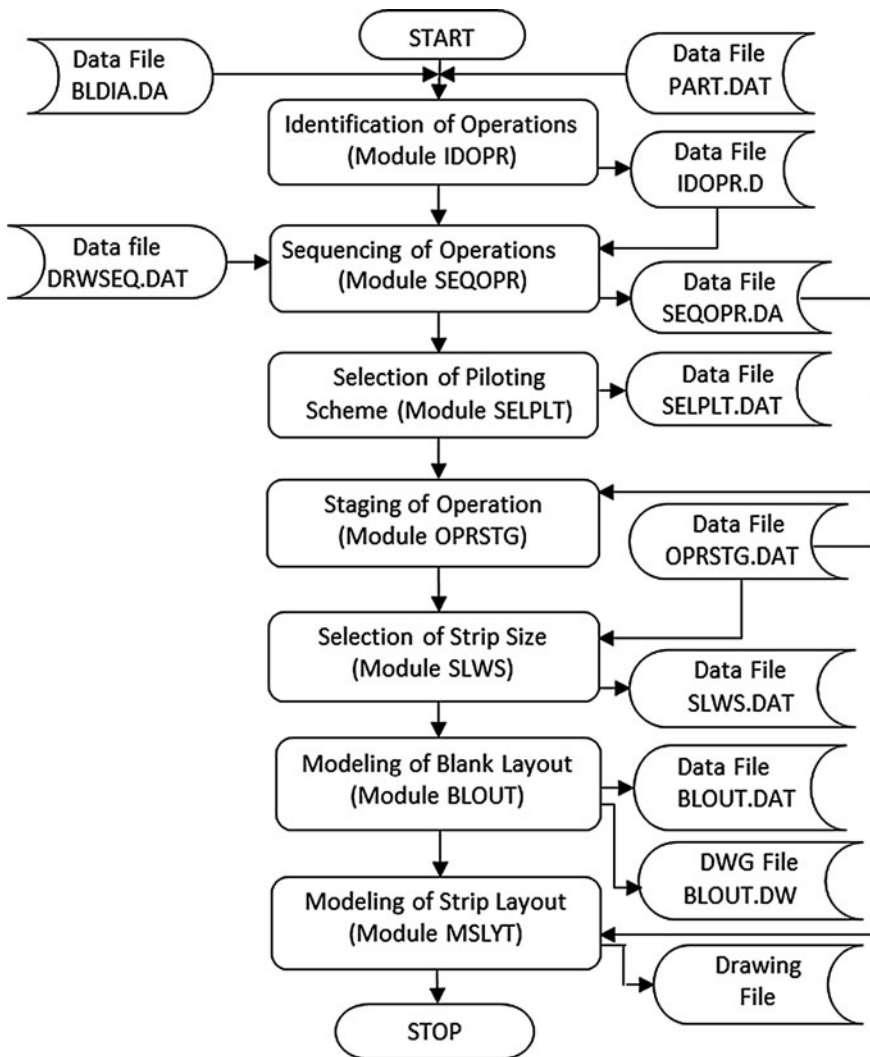 START
Data File
BLDIA.DA
Data File
PART.DAT
Identification of Operations
(Module IDOPR)
Data File
IDOPR.D
Data file
DRWSEQ.DAT
Sequencing of Operations
(Module SEQOPR)
Data File
SEQOPR.DA
Selection of Piloting
Scheme (Module SELPLT)
Data File
SELPLT.DAT
Staging of Operation
(Module OPRSTG)
Data File
OPRSTG.DAT
Selection of Strip Size
(Module SLWS)
Data File
SLWS.DAT
Modeling of Blank Layout
(Module BLOUT)
Data File
BLOUT.DAT
DWG File
BLOUT.DW
Modeling of Strip Layout
(Module MSLYT)
Drawing
File
STOP